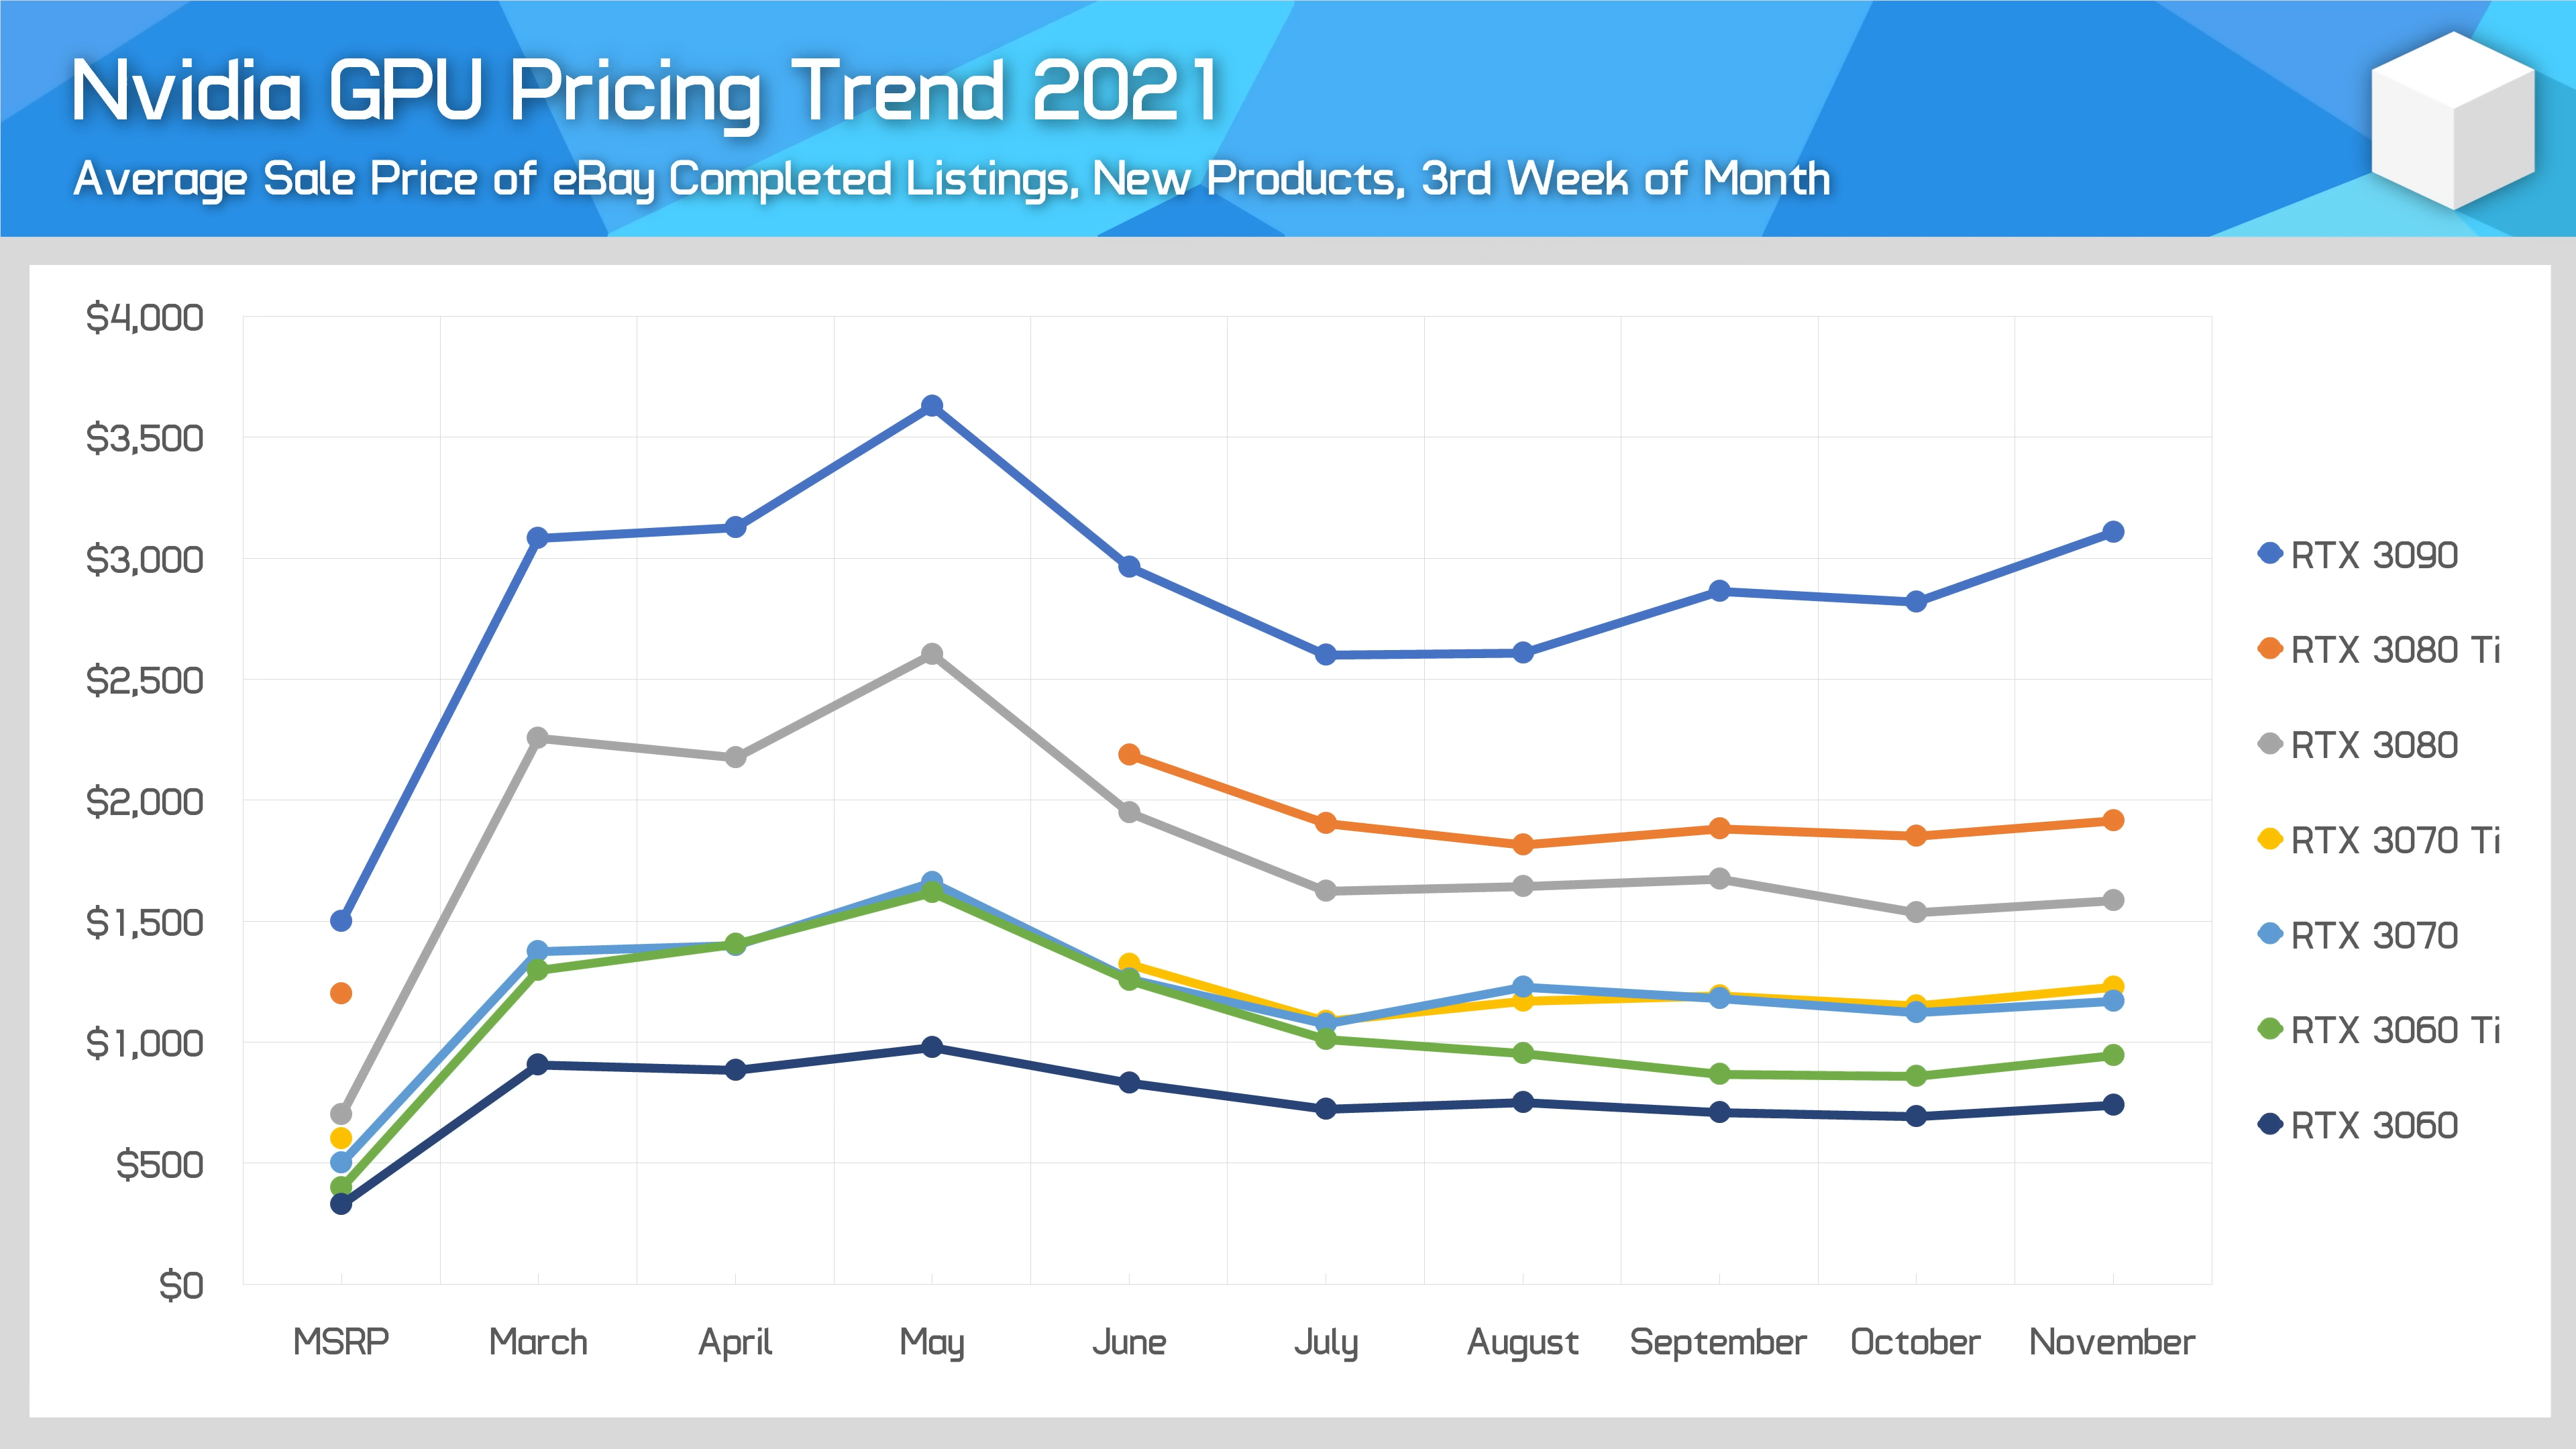 Nvidia GPU Pricing Trend 2021
Average Sale Price of eBay Completed Listings, New Products, 3rd Week of Month
$4,000
$3,500
$3,000
$2,500
$2,000
$1,500
$1,000
$500
$0
MSRP March April May June July August September October November
RTX 3090
RTX 3080 Ti
RTX 3080
RTX 3070 Ti
RTX 3070
RTX 3060 Ti
RTX 3060